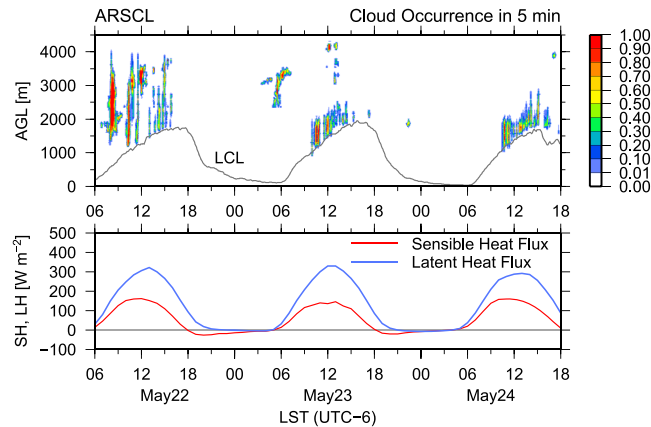 ARSCL Cloud Occurrence in 5 min
AGL [m]
4000
3000
2000
1000
0
LCL
06 12 18 00 06 12 18 00 06 12 18
1.00
0.90
0.80
0.70
0.60
0.50
0.40
0.30
0.20
0.10
0.01
0.00
SH, LH [W m−2]
500
400
300
200
100
0
−100
Sensible Heat Flux
Latent Heat Flux
06 12 18 00 06 12 18 00 06 12 18
May22 May23 May24
LST (UTC-6)